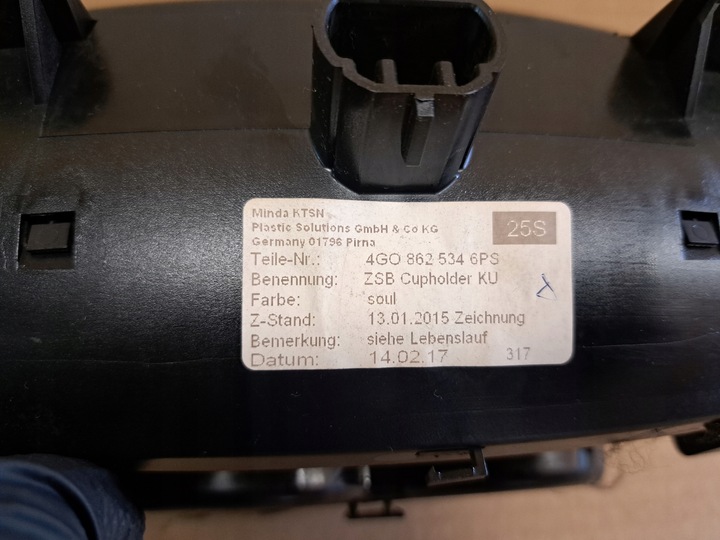 Minda KTSN
Plastic Solutions GmbH & Co KG
Germany 01796 Pirna
25S
Teile-Nr.: 4GO 862 534 6PS
Benennung: ZSB Cupholder KU
Farbe: soul
Z-Stand: 13.01.2015 Zeichnung
Bemerkung: siehe Lebenslauf
Datum: 14.02.17 317